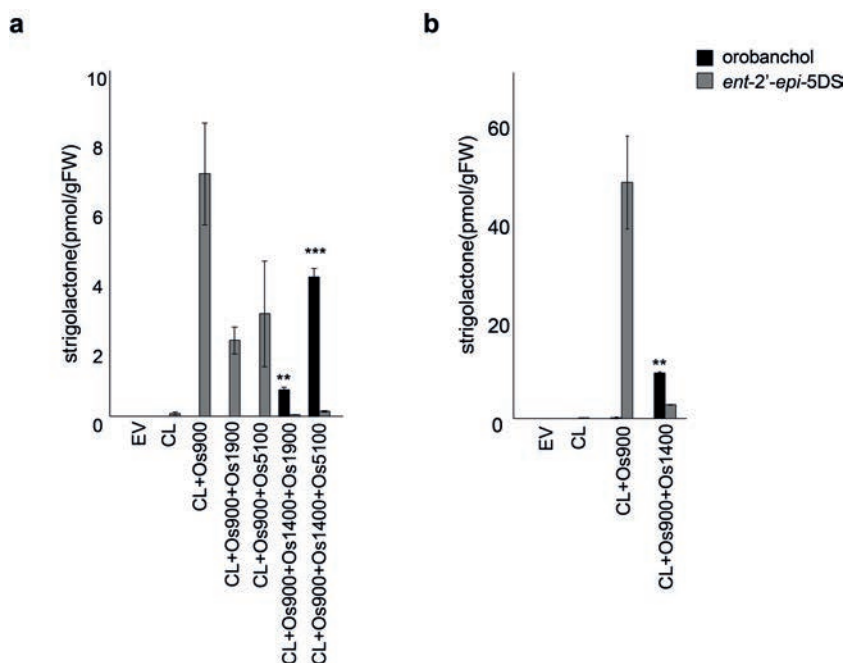 a
strigolactone(pmol/gFW)
10
8
6
4
2
0
***
**
EV
CL
CL+Os900
CL+Os900+Os1900
CL+Os900+Os5100
CL+Os900+Os1400+Os1900
CL+Os900+Os1400+Os5100
b
orobanchol
ent-2'-epi-5DS
strigolactone(pmol/gFW)
60
40
20
0
**
EV
CL
CL+Os900
CL+Os900+Os1400